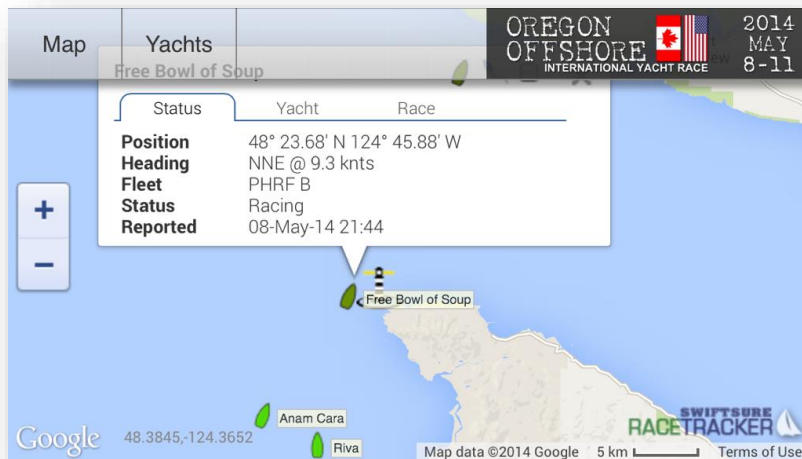 Map
Yachts
OREGON
OFFSHORE
INTERNATIONAL YACHT RACE
2014
MAY
8-11
Free Bowl of Soup
Status
Yacht
Race
Position 48° 23.68' N 124° 45.88' W
Heading NNE @ 9.3 knts
Fleet PHRF B
Status Racing
Reported 08-May-14 21:44
+
−
Free Bowl of Soup
Anam Cara
Riva
Google
48.3845,-124.3652
SWIFTSURE
RACETRACKER
Map data ©2014 Google
5 km
Terms of Use